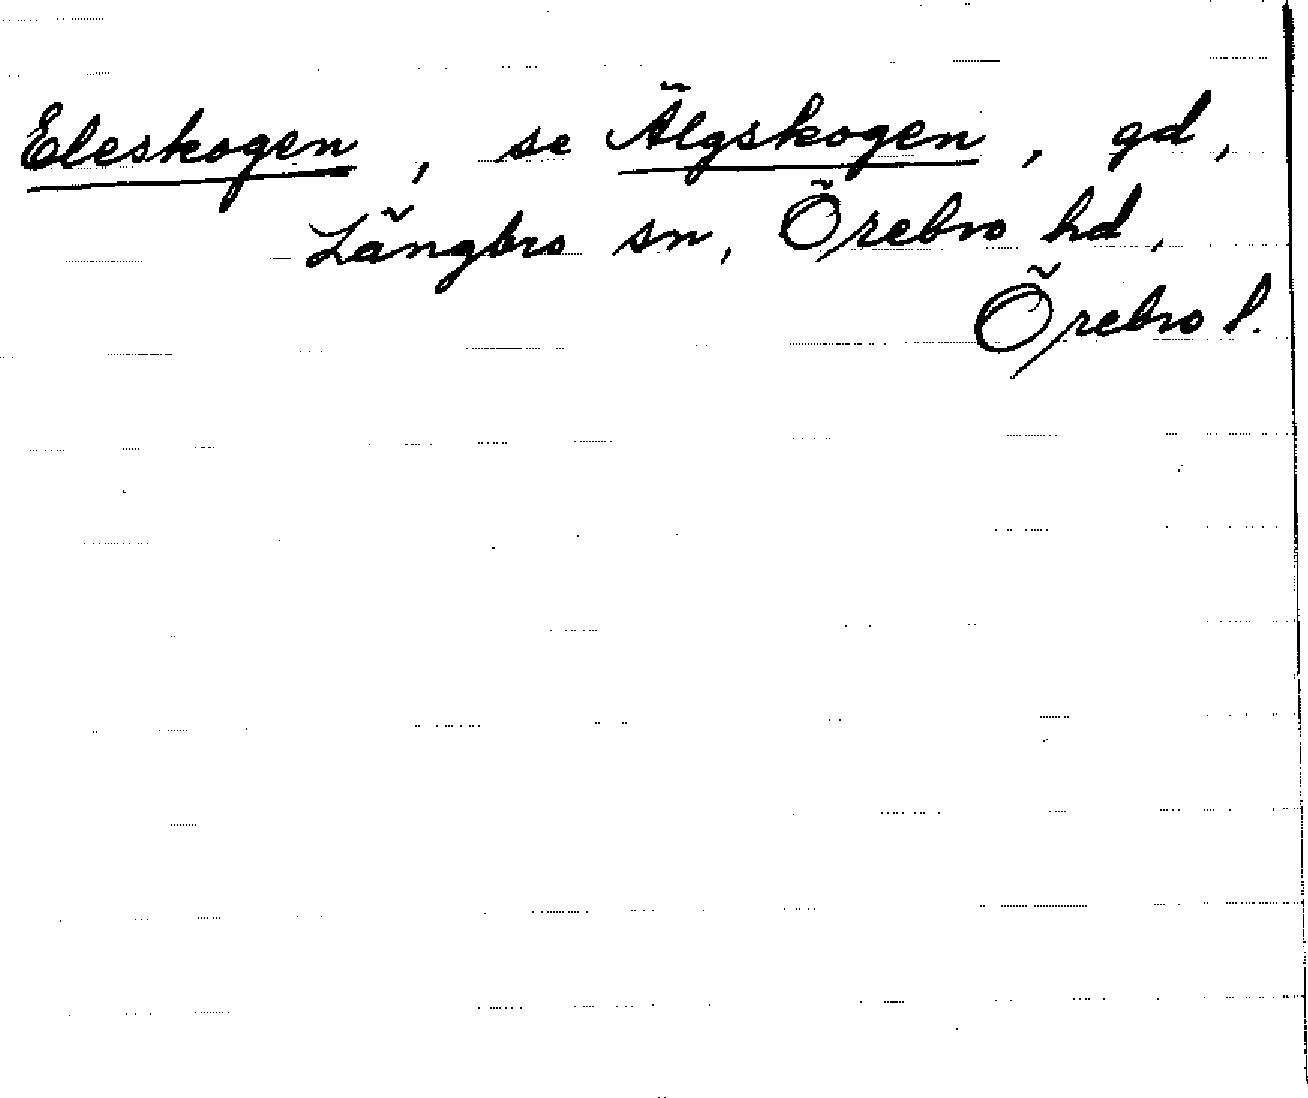 Eleskogen, se Älgskogen, gd,
Längbro sn, Örebro hd,
Örebro l.